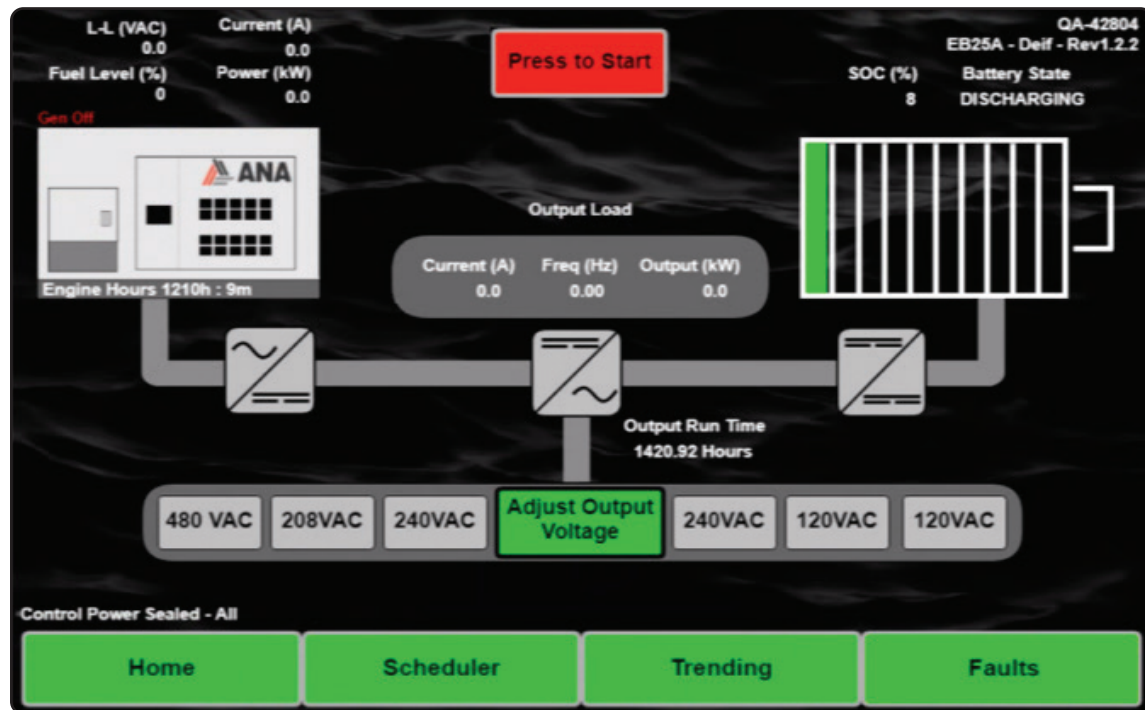 L-L (VAC) Current (A)
0.0 0.0
Fuel Level (%) Power (kW)
0 0.0
Gen Off
ANA
Engine Hours 1210h : 9m
Press to Start
QA-42804
EB25A - Deif - Rev1.2.2
SOC (%) Battery State
8 DISCHARGING
Output Load
Current (A) Freq (Hz) Output (kW)
0.0 0.00 0.0
Output Run Time
1420.92 Hours
480 VAC 208VAC 240VAC Adjust Output
Voltage 240VAC 120VAC 120VAC
Control Power Sealed - All
Home Scheduler Trending Faults